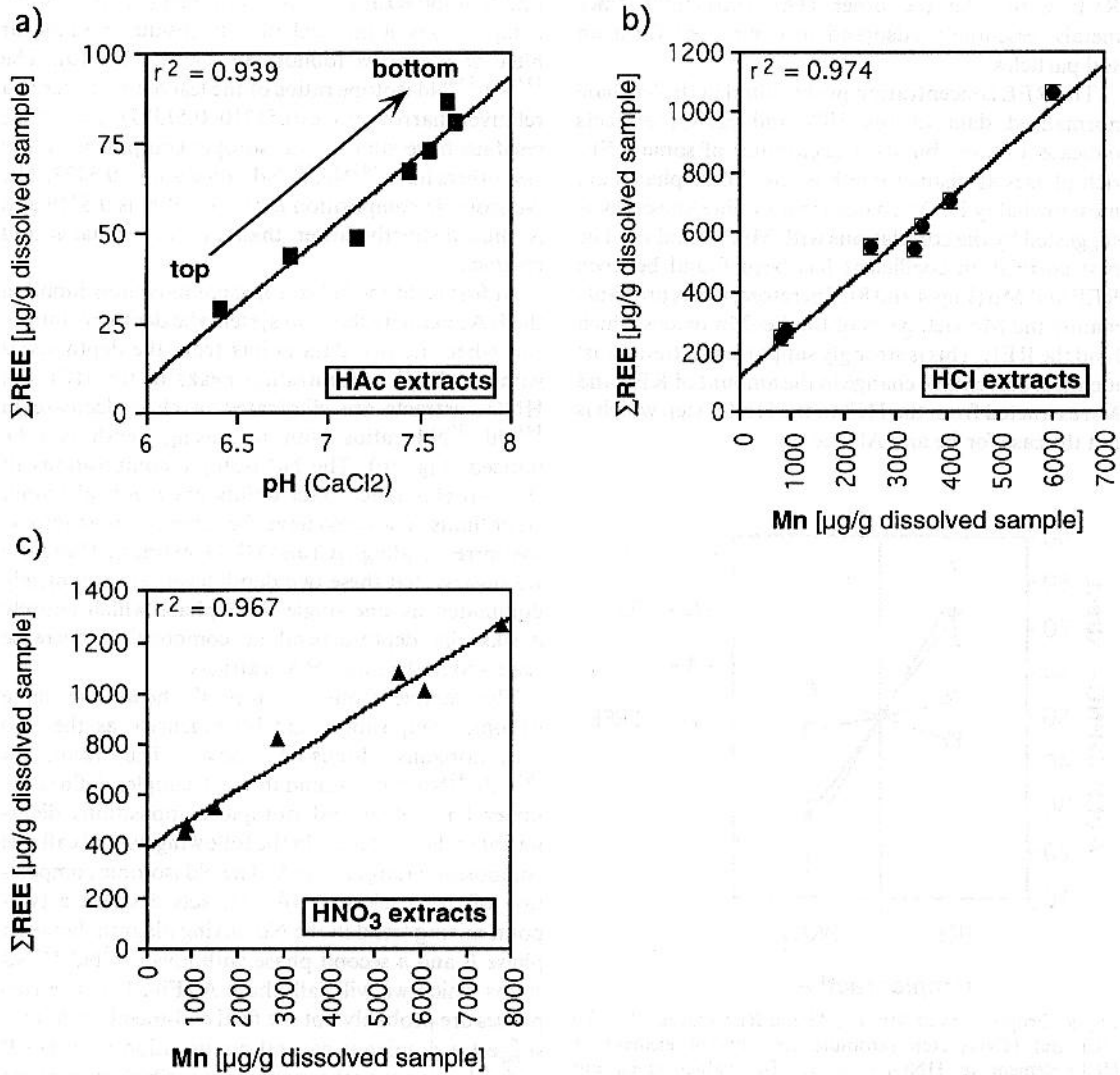 a)
ΣREE [µg/g dissolved sample]
100
75
50
25
0
r² = 0.939
bottom
top
HAc extracts
6
6.5
7
7.5
8
pH (CaCl2)
b)
ΣREE [µg/g dissolved sample]
1200
1000
800
600
400
200
0
r² = 0.974
HCl extracts
0
1000
2000
3000
4000
5000
6000
7000
Mn [µg/g dissolved sample]
c)
ΣREE [µg/g dissolved sample]
1400
1200
1000
800
600
400
200
0
r² = 0.967
HNO₃ extracts
0
1000
2000
3000
4000
5000
6000
7000
8000
Mn [µg/g dissolved sample]